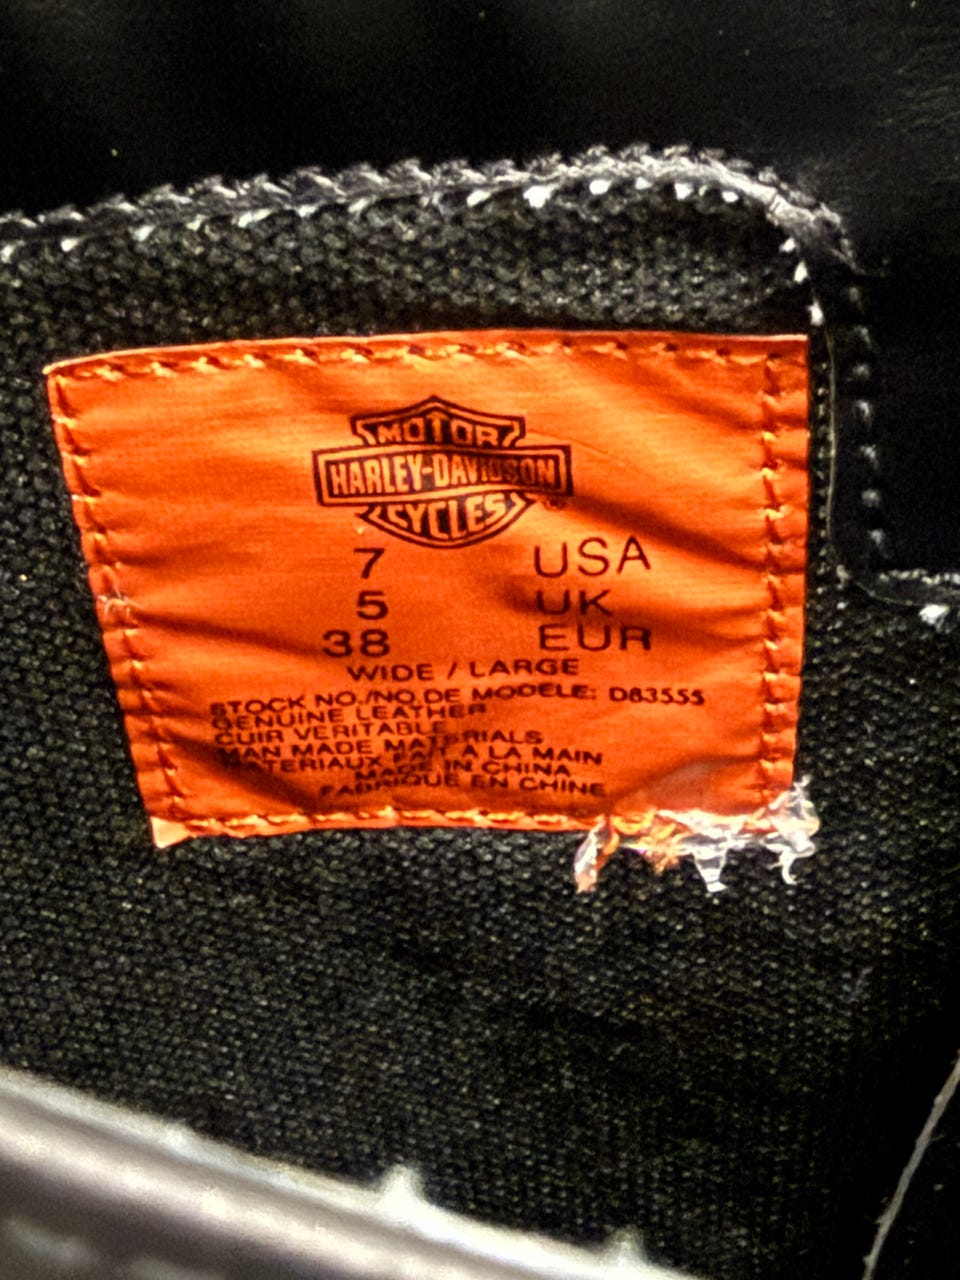 MOTOR
HARLEY-DAVIDSON
CYCLES
®
7 USA
5 UK
38 EUR
WIDE / LARGE
STOCK NO./NO.DE MODELE: D83555
GENUINE LEATHER
CUIR VERITABLE
MAN MADE MATERIALS
MATERIAUX FAIT A LA MAIN
MADE IN CHINA
FABRIQUE EN CHINE